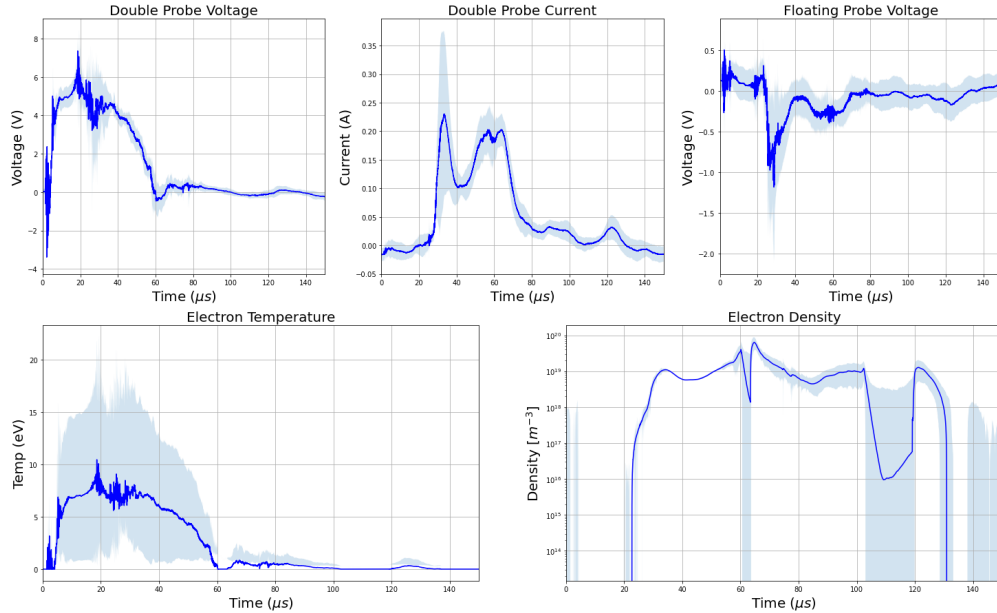 Double Probe Voltage
8
6
4
2
0
−2
−4
Voltage (V)
0 20 40 60 80 100 120 140
Time (μs)
Double Probe Current
0.35
0.30
0.25
0.20
0.15
0.10
0.05
0.00
−0.05
Current (A)
0 20 40 60 80 100 120 140
Time (μs)
Floating Probe Voltage
0.5
0.0
−0.5
−1.0
−1.5
−2.0
Voltage (V)
0 20 40 60 80 100 120 140
Time (μs)
Electron Temperature
20
15
10
5
0
Temp (eV)
0 20 40 60 80 100 120 140
Time (μs)
Electron Density
10²⁰
10¹⁹
10¹⁸
10¹⁷
10¹⁶
10¹⁵
10¹⁴
Density [m⁻³]
0 20 40 60 80 100 120 140
Time (μs)